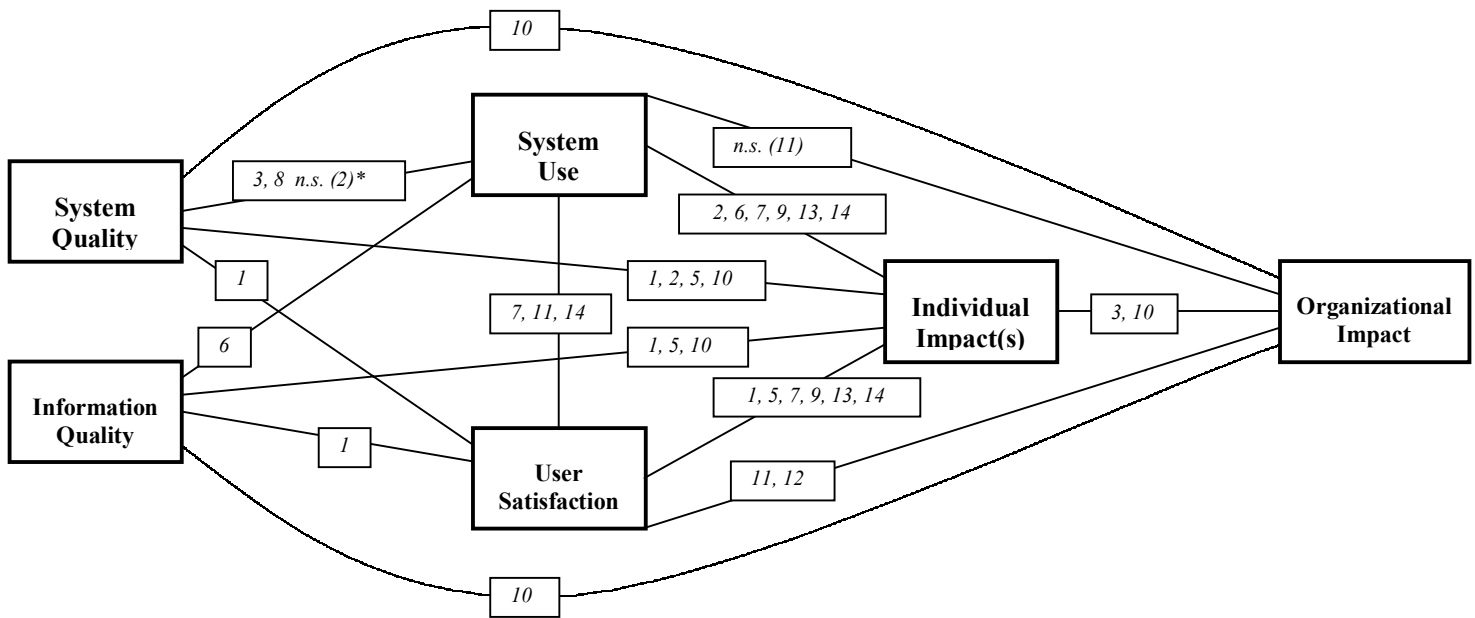 10
System
Use
n.s. (11)
3, 8 n.s. (2)*
System
Quality
2, 6, 7, 9, 13, 14
1
1, 2, 5, 10
7, 11, 14
Individual
Impact(s)
3, 10
Organizational
Impact
6
1, 5, 10
Information
Quality
1, 5, 7, 9, 13, 14
1
User
Satisfaction
11, 12
10